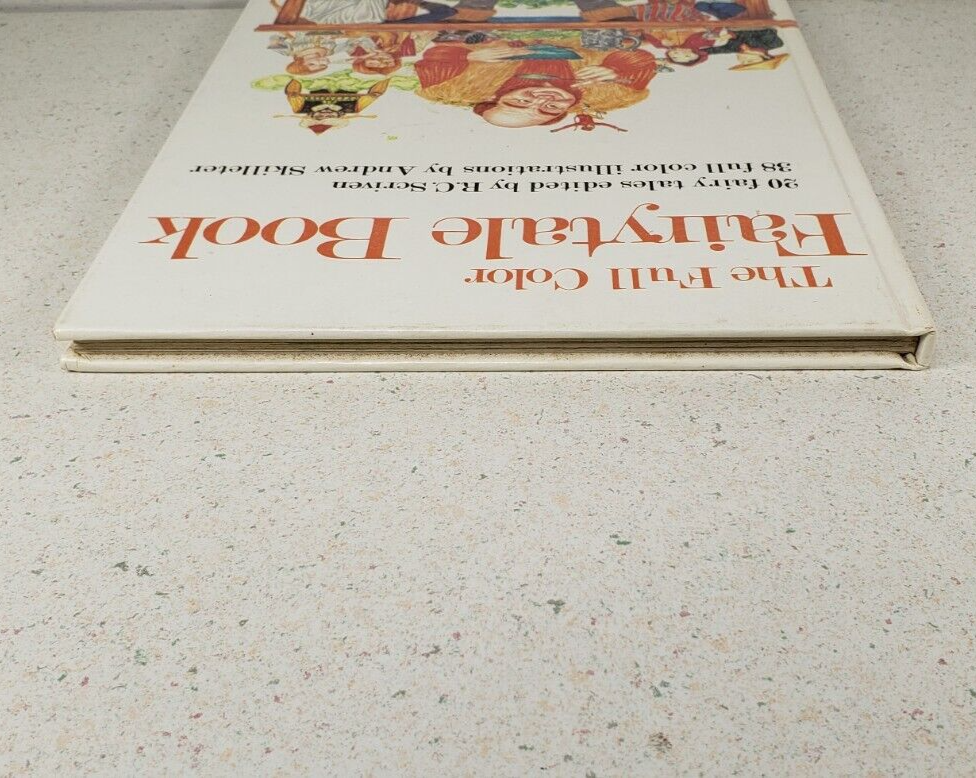 The Full Color
Fairytale Book
20 fairy tales edited by R.C. Scriven
38 full color illustrations by Andrew Skilleter